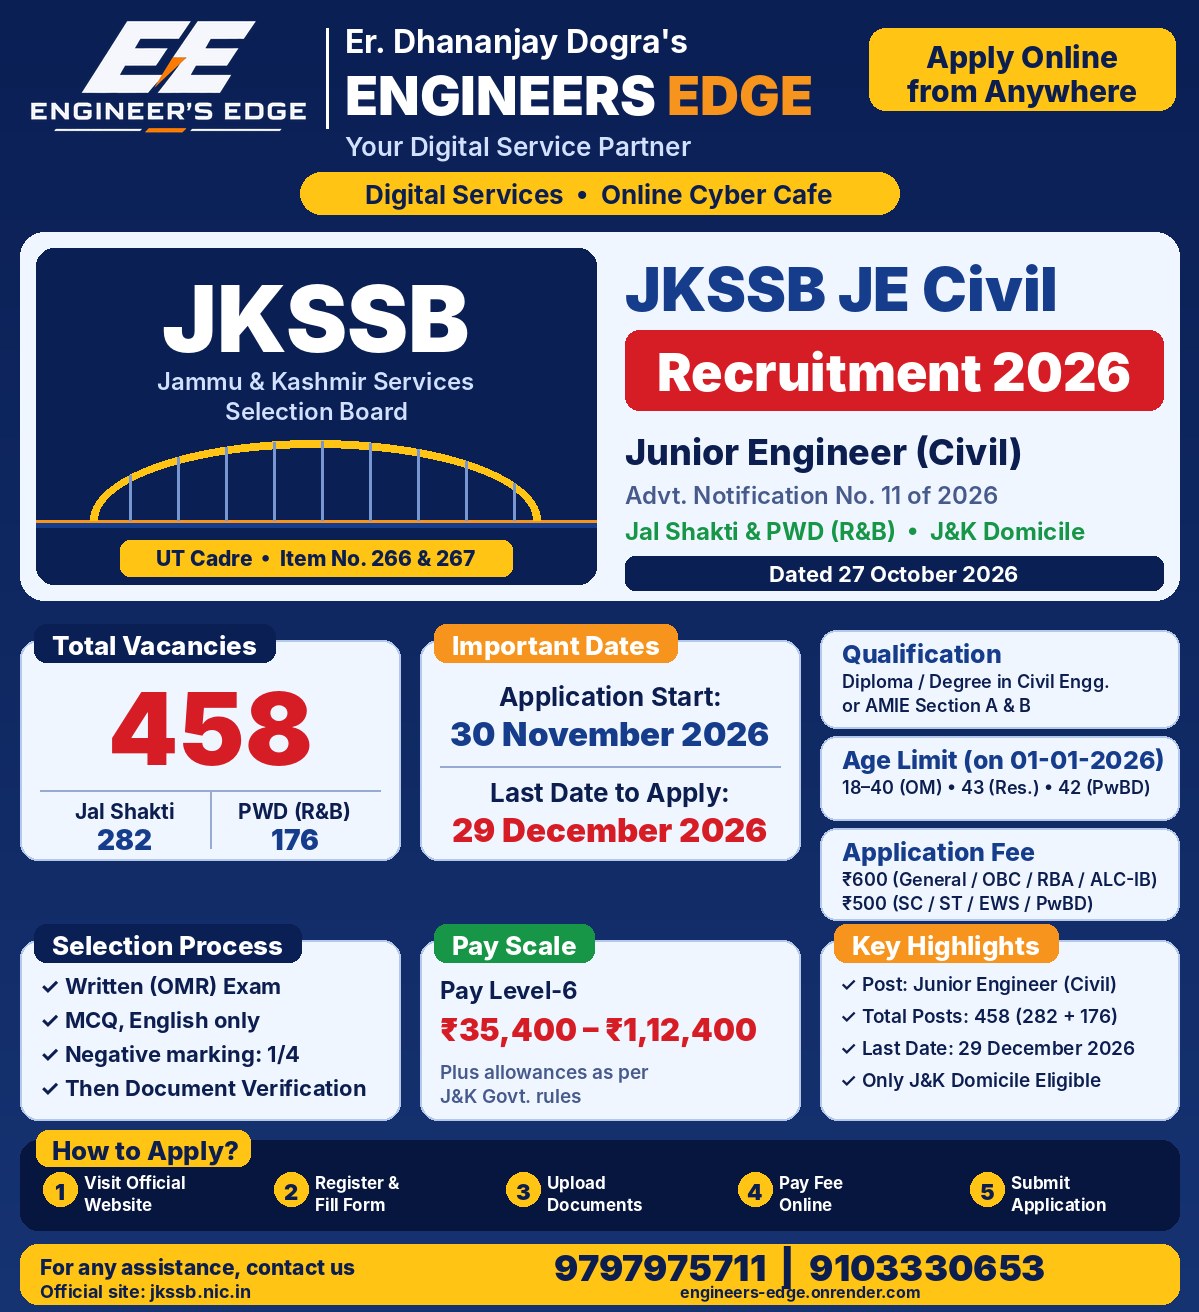 EE
ENGINEER'S EDGE
Er. Dhananjay Dogra's
ENGINEERS EDGE
Your Digital Service Partner
Apply Online
from Anywhere
Digital Services • Online Cyber Cafe
JKSSB
Jammu & Kashmir Services
Selection Board
UT Cadre • Item No. 266 & 267
JKSSB JE Civil
Recruitment 2026
Junior Engineer (Civil)
Advt. Notification No. 11 of 2026
Jal Shakti & PWD (R&B) • J&K Domicile
Dated 27 October 2026
Total Vacancies
458
Jal Shakti
282
PWD (R&B)
176
Important Dates
Application Start:
30 November 2026
Last Date to Apply:
29 December 2026
Qualification
Diploma / Degree in Civil Engg.
or AMIE Section A & B
Age Limit (on 01-01-2026)
18–40 (OM) • 43 (Res.) • 42 (PwBD)
Application Fee
₹600 (General / OBC / RBA / ALC-IB)
₹500 (SC / ST / EWS / PwBD)
Selection Process
✓ Written (OMR) Exam
✓ MCQ, English only
✓ Negative marking: 1/4
✓ Then Document Verification
Pay Scale
Pay Level-6
₹35,400 – ₹1,12,400
Plus allowances as per
J&K Govt. rules
Key Highlights
✓ Post: Junior Engineer (Civil)
✓ Total Posts: 458 (282 + 176)
✓ Last Date: 29 December 2026
✓ Only J&K Domicile Eligible
How to Apply?
1 Visit Official
Website
2 Register &
Fill Form
3 Upload
Documents
4 Pay Fee
Online
5 Submit
Application
For any assistance, contact us
Official site: jkssb.nic.in
9797975711 | 9103330653
engineers-edge.onrender.com